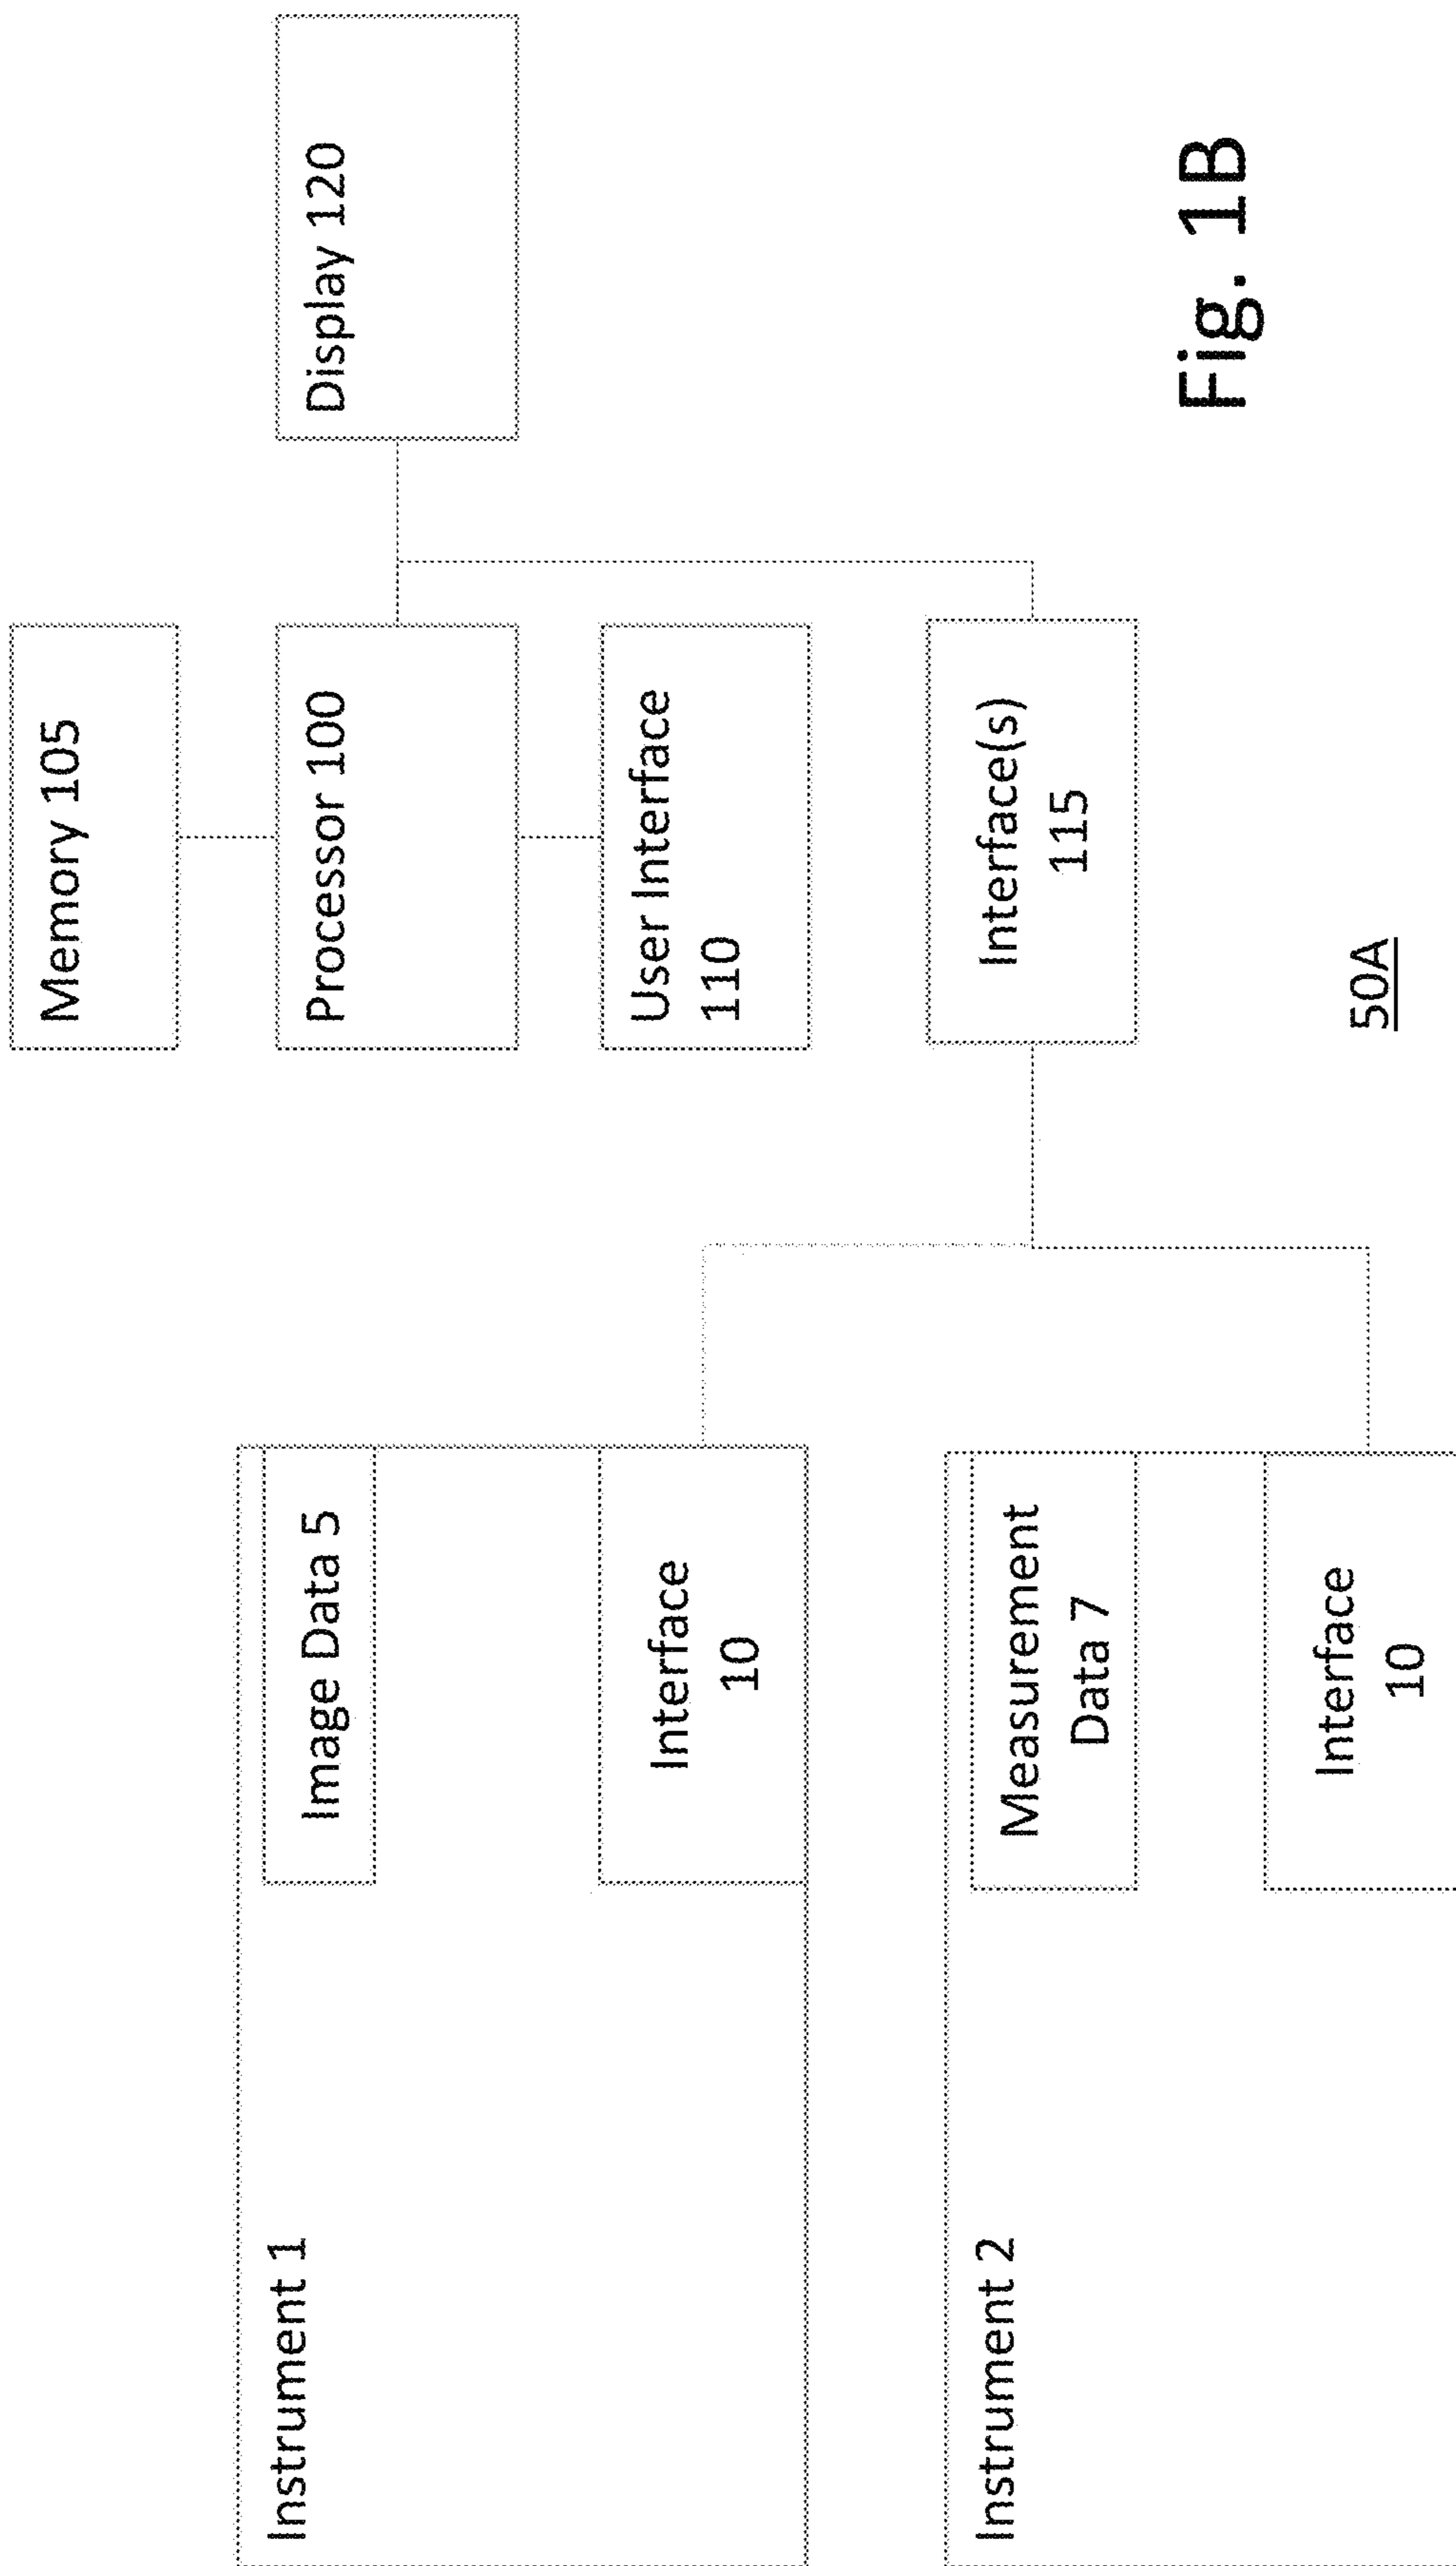 Instrument 1
Image Data 5
Interface
10
Instrument 2
Measurement
Data 7
Interface
10
Memory 105
Processor 100
User Interface
110
Interface(s)
115
Display 120
50A
Fig. 1B